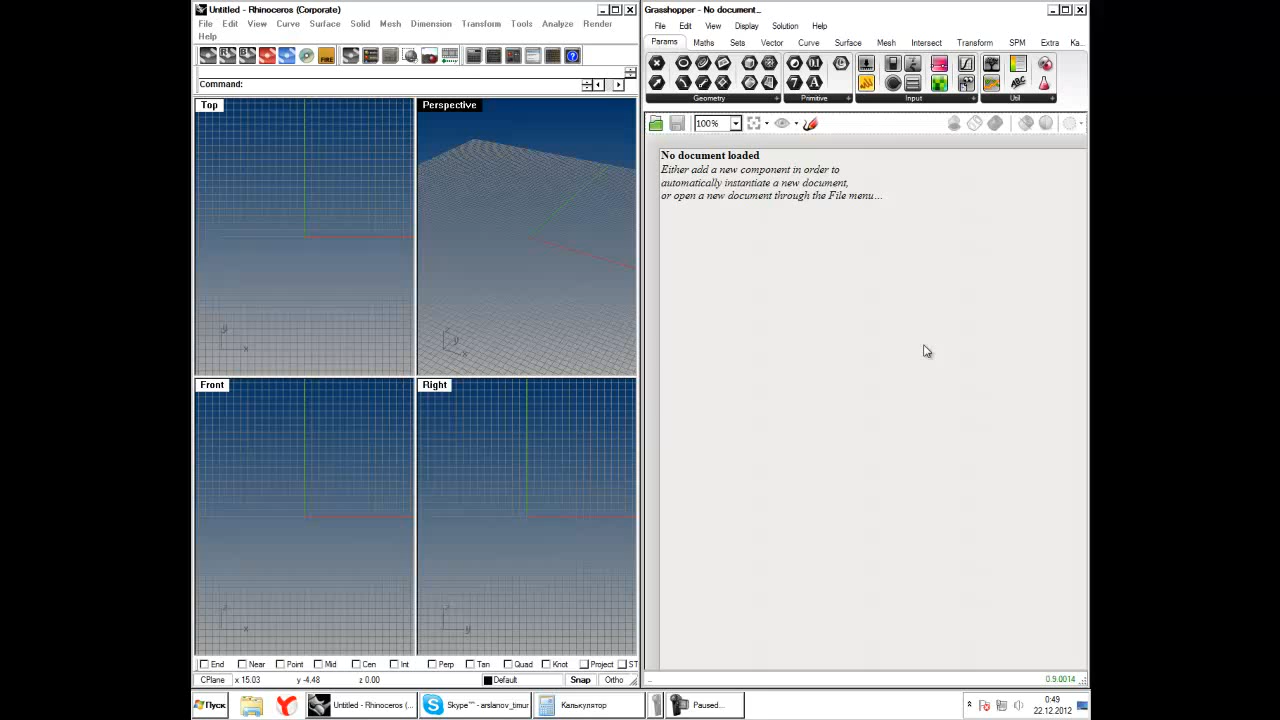 Untitled - Rhinoceros (Corporate)
File Edit View Curve Surface Solid Mesh Dimension Transform Tools Analyze Render
Help
FIRE
Command:
Top
Perspective
y
x
z
y
x
Front
Right
z
x
z
y
End Near Point Mid Cen Int Perp Tan Quad Knot Project ST
CPlane x 15.03 y -4.48 z 0.00 Default Snap Ortho
Grasshopper - No document...
File Edit View Display Solution Help
Params Maths Sets Vector Curve Surface Mesh Intersect Transform SPM Extra Ka...
Geometry Primitive Input Util
100%
No document loaded
Either add a new component in order to
automatically instantiate a new document,
or open a new document through the File menu...
0.9.0014
Пуск Untitled - Rhinoceros (... Skype™ - arslanov_timur Калькулятор Paused...
0:49
22.12.2012